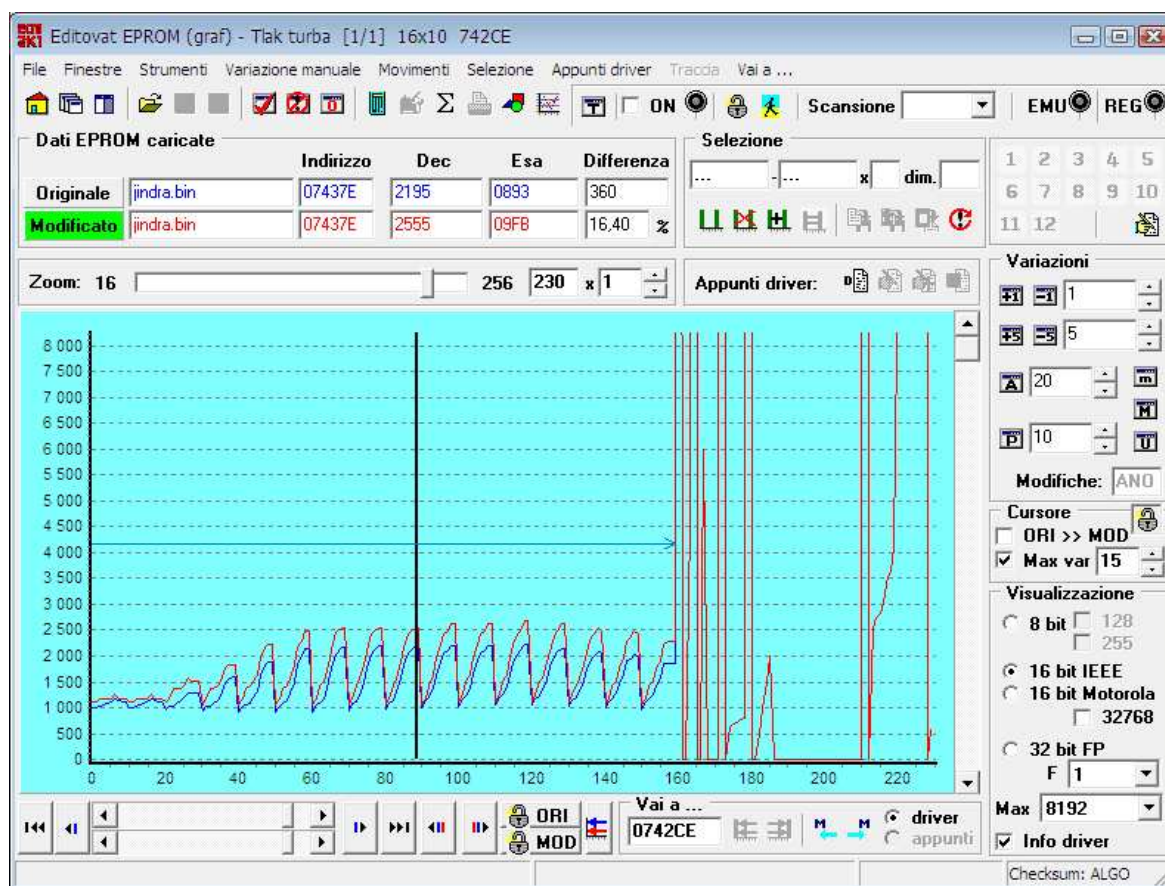 Editovat EPROM (graf) - Tlak turba [1/1] 16x10 742CE
File Finestre Strumenti Variazione manuale Movimenti Selezione Appunti driver Traccia Vai a ...
ON Scansione EMU REG
Dati EPROM caricate
Indirizzo Dec Esa Differenza
Originale jindra.bin 07437E 2195 0893 360
Modificato jindra.bin 07437E 2555 09FB 16,40 %
Selezione
... - ... x dim.
1 2 3 4 5
6 7 8 9 10
11 12
Zoom: 16 256 230 x 1
Appunti driver:
Variazioni
+1 -1 1
+5 -5 5
A 20 m
M
P 10 U
Modifiche: ANO
Cursore
ORI >> MOD
Max var 15
Visualizzazione
8 bit 128
255
16 bit IEEE
16 bit Motorola
32768
32 bit FP
F 1
Max 8192
Info driver
8 000
7 500
7 000
6 500
6 000
5 500
5 000
4 500
4 000
3 500
3 000
2 500
2 000
1 500
1 000
500
0
0 20 40 60 80 100 120 140 160 180 200 220
ORI
MOD
Vai a ...
0742CE
M M
driver
appunti
Checksum: ALGO